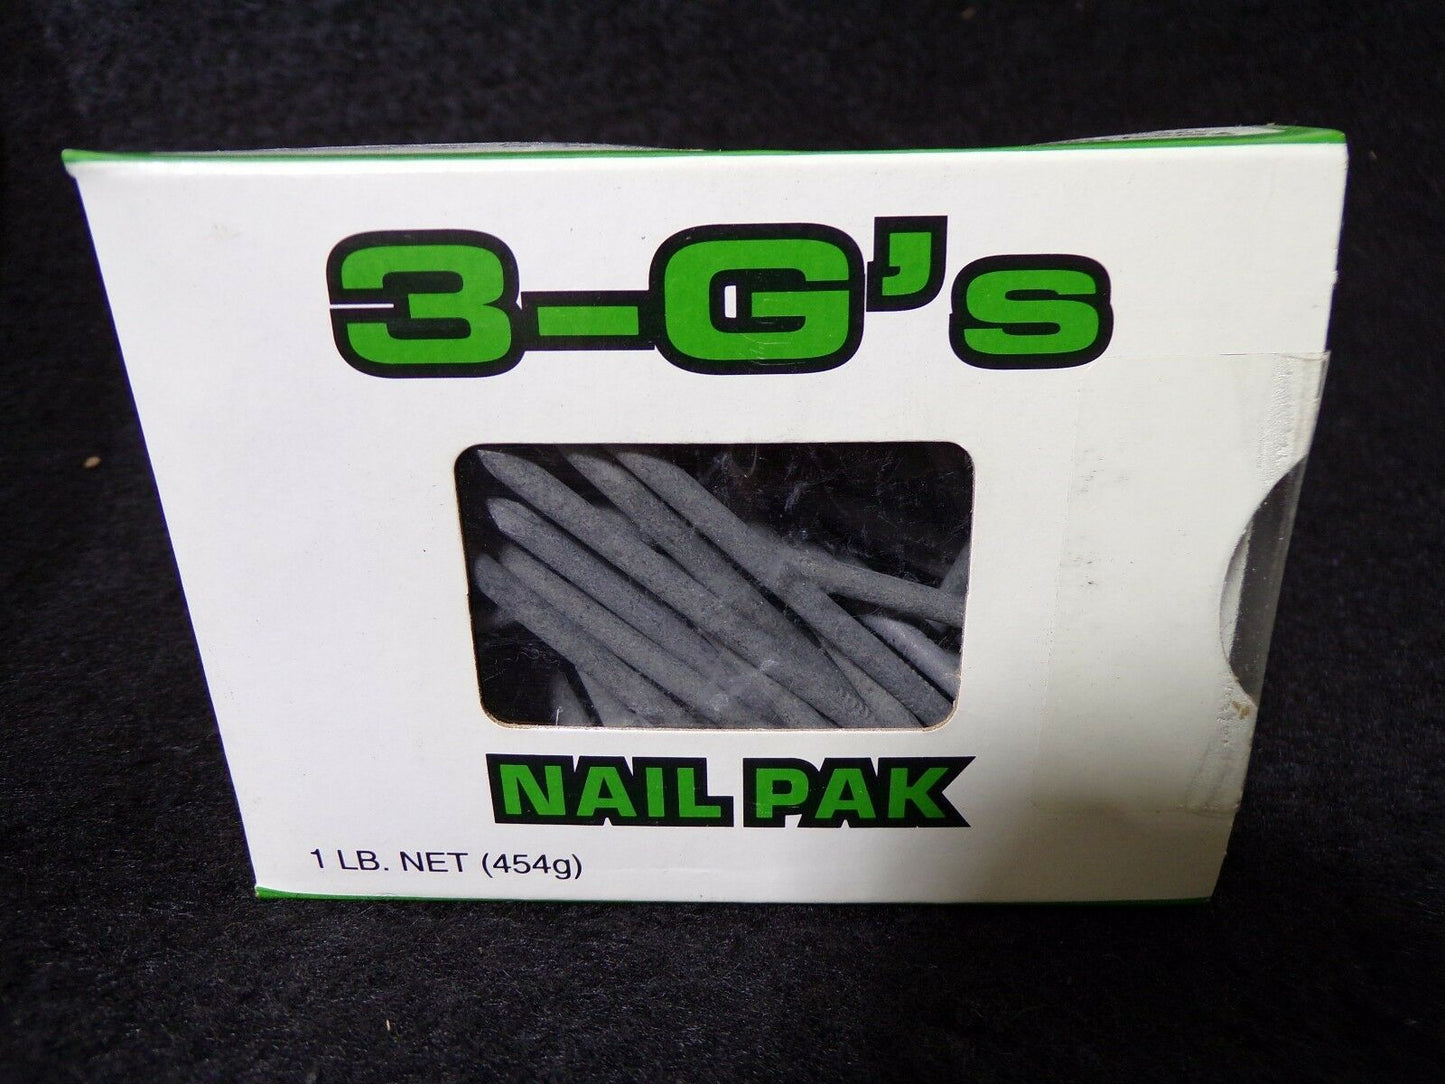 3-G's
NAIL PAK
1 LB. NET (454g)